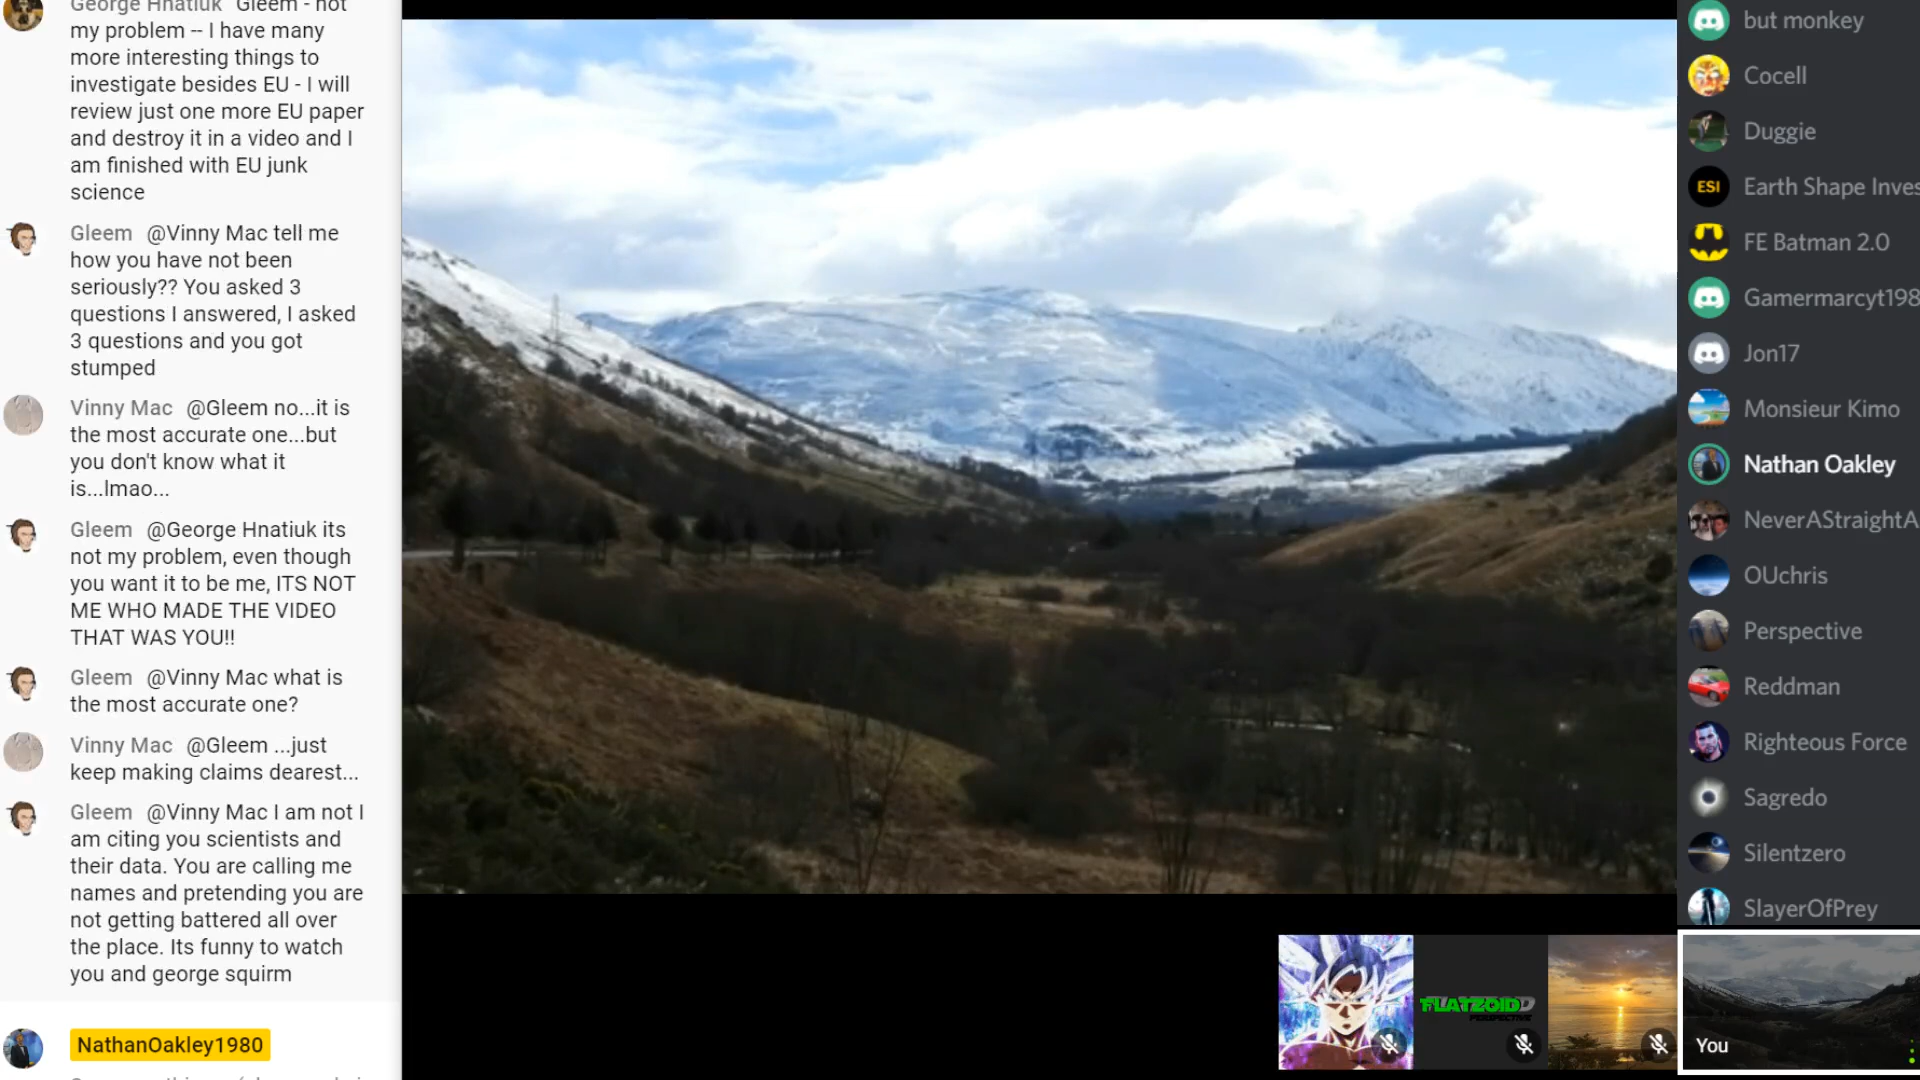 George Hnatiuk Gleem - not
my problem -- I have many
more interesting things to
investigate besides EU - I will
review just one more EU paper
and destroy it in a video and I
am finished with EU junk
science
Gleem @Vinny Mac tell me
how you have not been
seriously?? You asked 3
questions I answered, I asked
3 questions and you got
stumped
Vinny Mac @Gleem no...it is
the most accurate one...but
you don't know what it
is...lmao...
Gleem @George Hnatiuk its
not my problem, even though
you want it to be me, ITS NOT
ME WHO MADE THE VIDEO
THAT WAS YOU!!
Gleem @Vinny Mac what is
the most accurate one?
Vinny Mac @Gleem ...just
keep making claims dearest...
Gleem @Vinny Mac I am not I
am citing you scientists and
their data. You are calling me
names and pretending you are
not getting battered all over
the place. Its funny to watch
you and george squirm
NathanOakley1980
but monkey
Cocell
Duggie
ESI
Earth Shape Inves
FE Batman 2.0
Gamermarcyt198
Jon17
Monsieur Kimo
Nathan Oakley
NeverAStraightA
OUchris
Perspective
Reddman
Righteous Force
Sagredo
Silentzero
SlayerOfPrey
FLATZOIDD
PERSPECTIVE
You